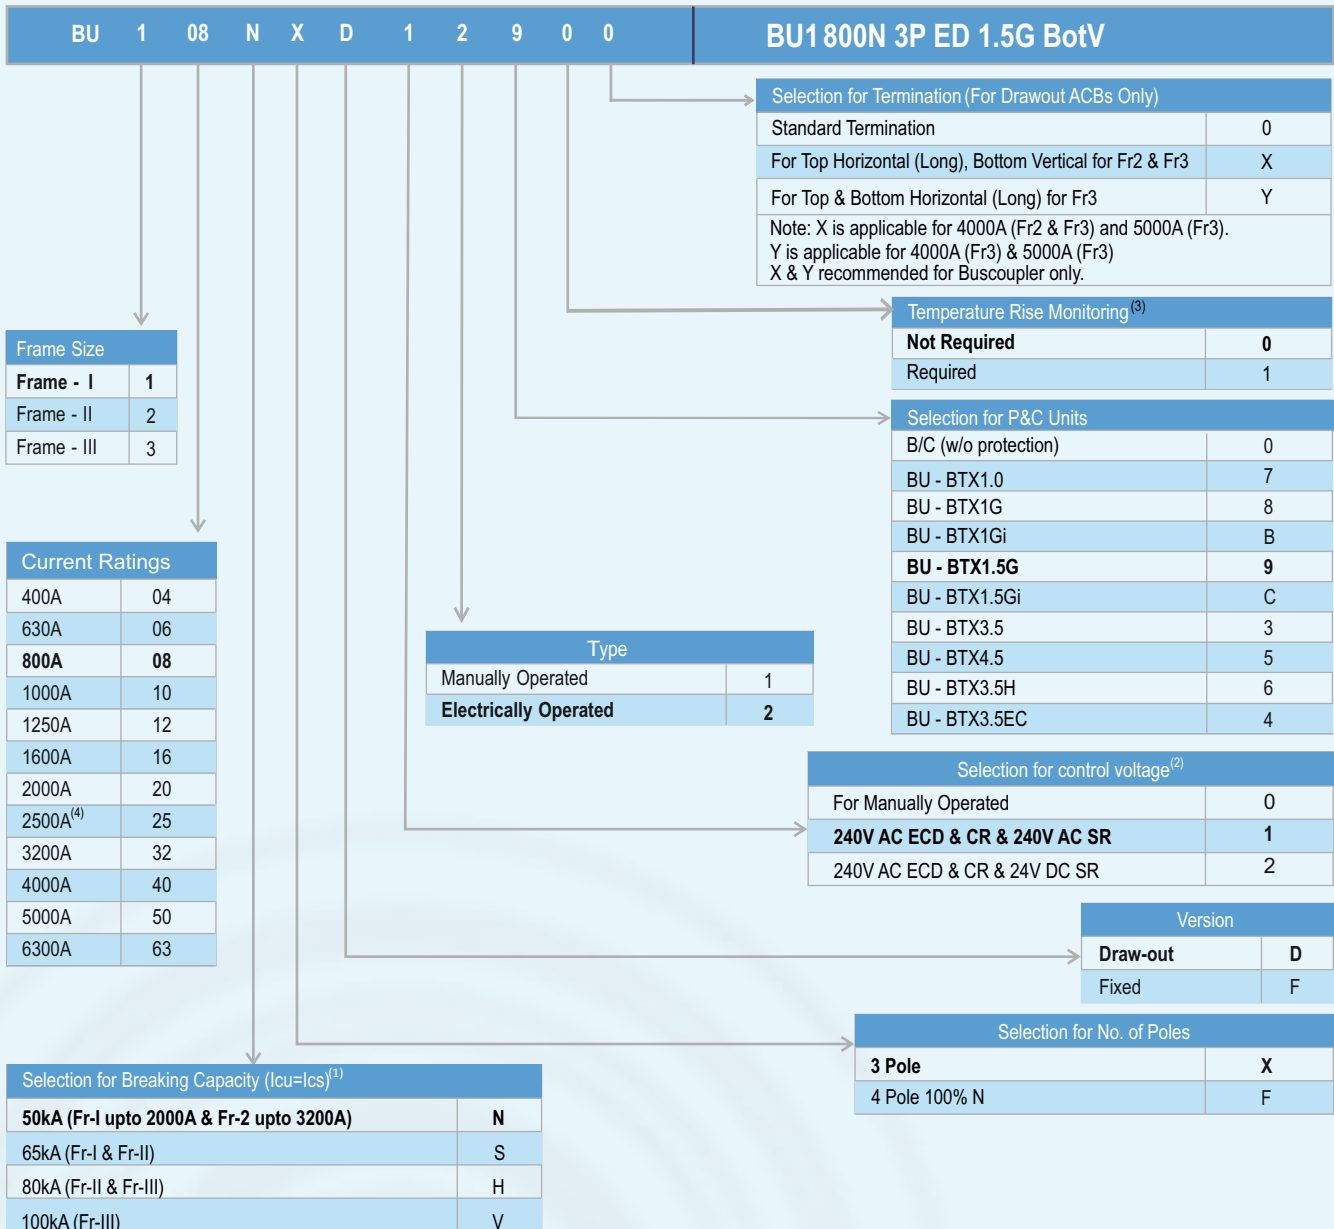 BU 1 08 N X D 1 2 9 0 0 BU1 800N 3P ED 1.5G BotV
Selection for Termination (For Drawout ACBs Only)
Standard Termination 0
For Top Horizontal (Long), Bottom Vertical for Fr2 & Fr3 X
For Top & Bottom Horizontal (Long) for Fr3 Y
Note: X is applicable for 4000A (Fr2 & Fr3) and 5000A (Fr3).
Y is applicable for 4000A (Fr3) & 5000A (Fr3)
X & Y recommended for Buscoupler only.
Temperature Rise Monitoring(3)
Not Required 0
Required 1
Frame Size
Frame - I 1
Frame - II 2
Frame - III 3
Selection for P&C Units
B/C (w/o protection) 0
BU - BTX1.0 7
BU - BTX1G 8
BU - BTX1Gi B
BU - BTX1.5G 9
BU - BTX1.5Gi C
BU - BTX3.5 3
BU - BTX4.5 5
BU - BTX3.5H 6
BU - BTX3.5EC 4
Current Ratings
400A 04
630A 06
800A 08
1000A 10
1250A 12
1600A 16
2000A 20
2500A(4) 25
3200A 32
4000A 40
5000A 50
6300A 63
Type
Manually Operated 1
Electrically Operated 2
Selection for control voltage(2)
For Manually Operated 0
240V AC ECD & CR & 240V AC SR 1
240V AC ECD & CR & 24V DC SR 2
Version
Draw-out D
Fixed F
Selection for No. of Poles
3 Pole X
4 Pole 100% N F
Selection for Breaking Capacity (Icu=Ics)(1)
50kA (Fr-I upto 2000A & Fr-2 upto 3200A) N
65kA (Fr-I & Fr-II) S
80kA (Fr-II & Fr-III) H
100kA (Fr-III) V